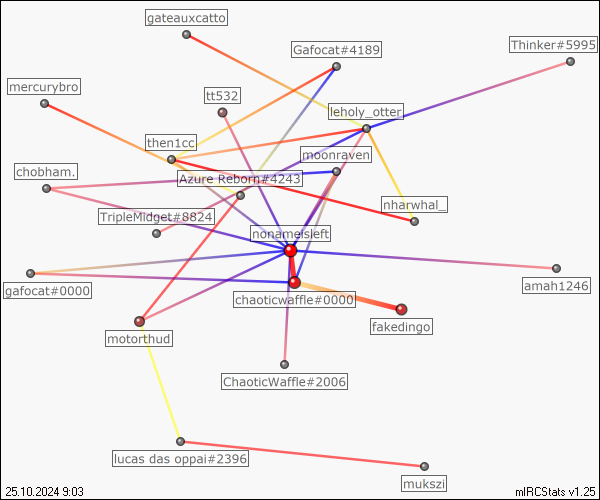 gateauxcatto
Gafocat#4189
Thinker#5995
mercurybro
tt532
leholy_otter
then1cc
moonraven
chobham.
Azure Reborn#4243
nharwhal_
TripleMidget#8824
nonameisleft
gafocat#0000
amah1246
chaoticwaffle#0000
fakedingo
motorthud
ChaoticWaffle#2006
lucas das oppai#2396
mukszi
25.10.2024 9:03
mIRCStats v1.25